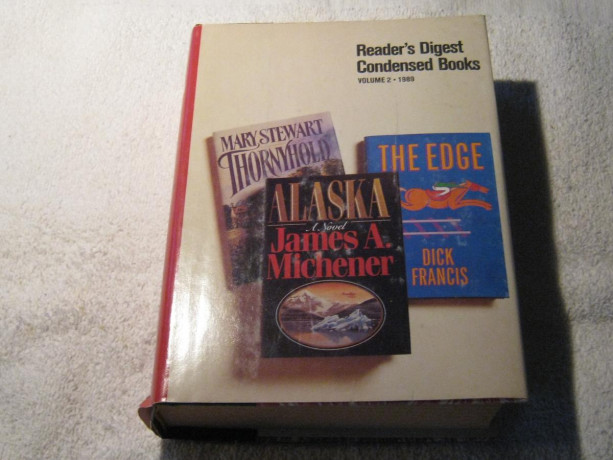 Reader's Digest
Condensed Books
VOLUME 2 • 1989
MARY STEWART
THORNYHOLD
THE EDGE
DICK
FRANCIS
ALASKA
A Novel
James A.
Michener